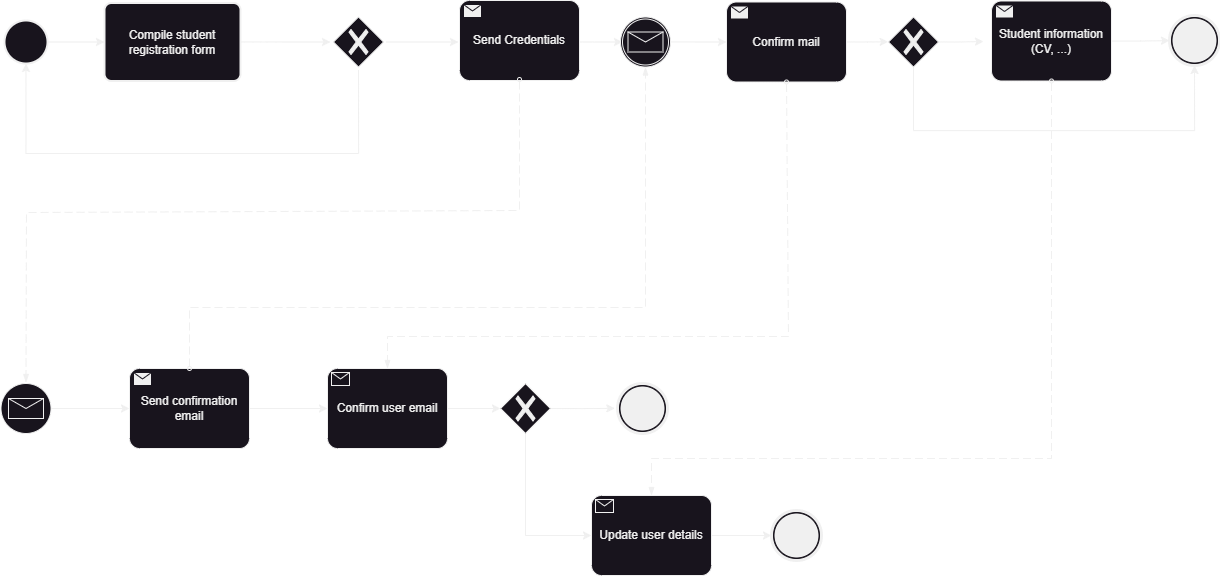 Compile student
registration form
Send Credentials
Confirm mail
Student information
(CV, ...)
Send confirmation
email
Confirm user email
Update user details